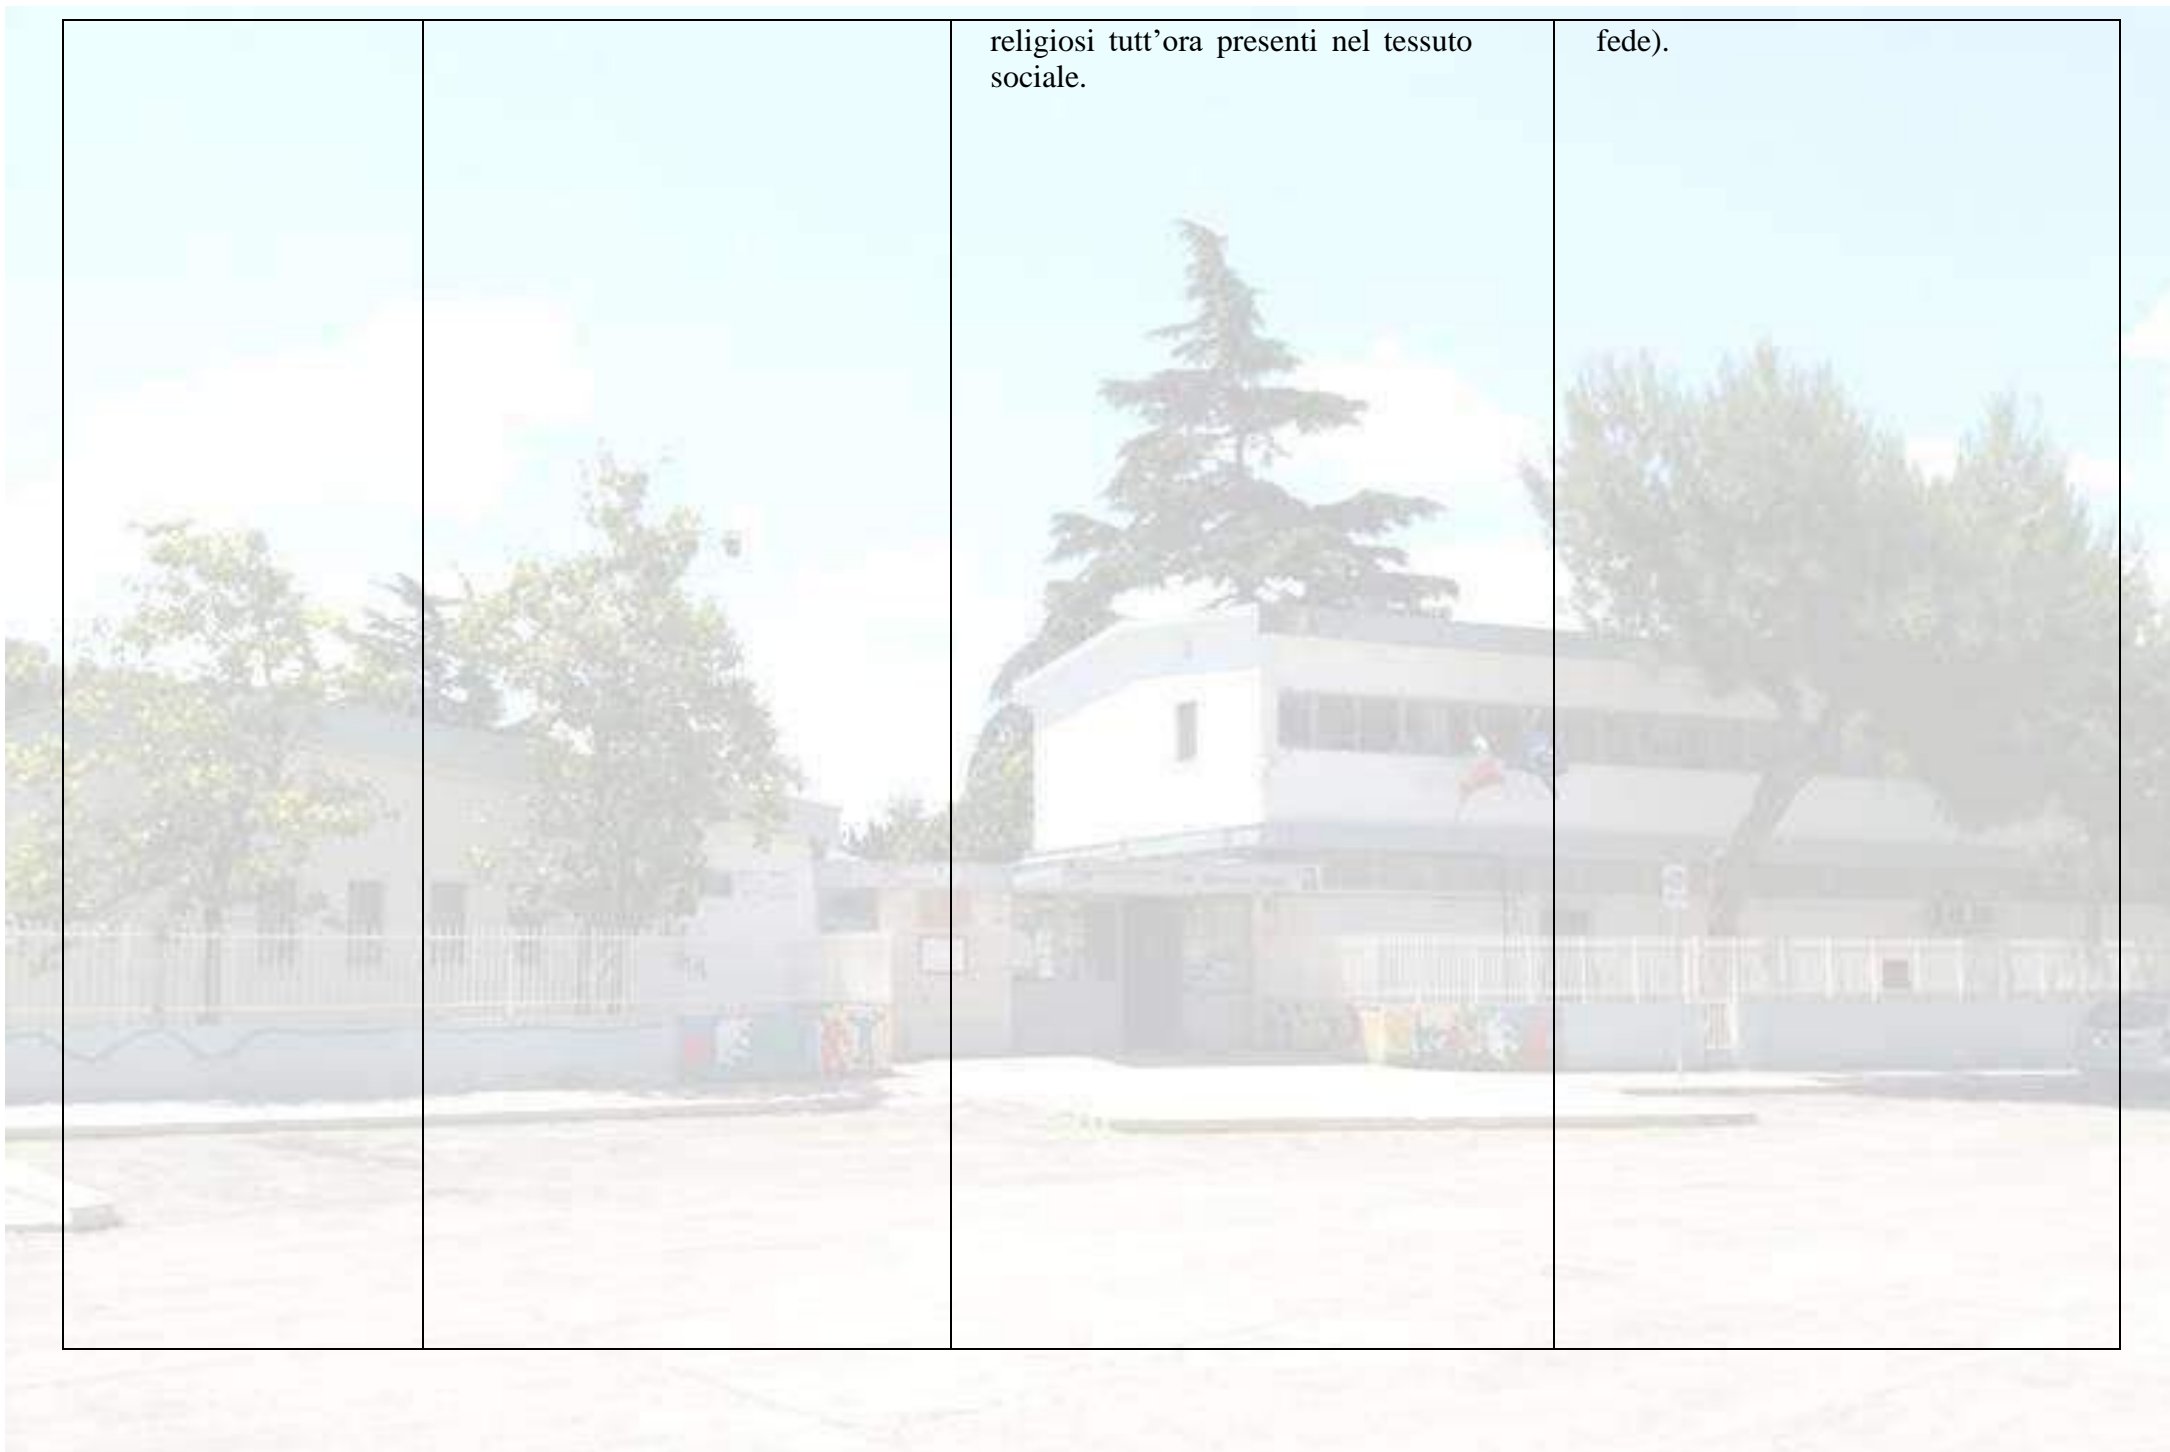 religiosi tutt’ora presenti nel tessuto
sociale.
fede).